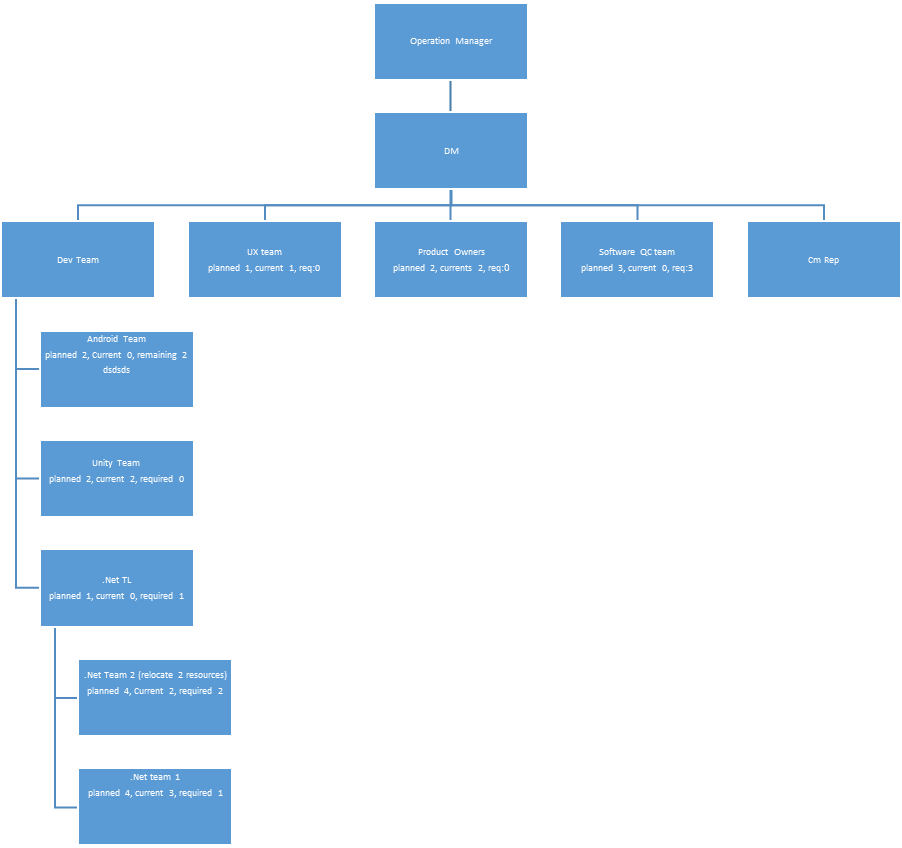 Operation Manager
DM
Dev Team
UX team
planned 1, current 1, req:0
Product Owners
planned 2, currents 2, req:0
Software QC team
planned 3, current 0, req:3
Cm Rep
Android Team
planned 2, Current 0, remaining 2
dsdsds
Unity Team
planned 2, current 2, required 0
.Net TL
planned 1, current 0, required 1
.Net Team 2 (relocate 2 resources)
planned 4, Current 2, required 2
.Net team 1
planned 4, current 3, required 1